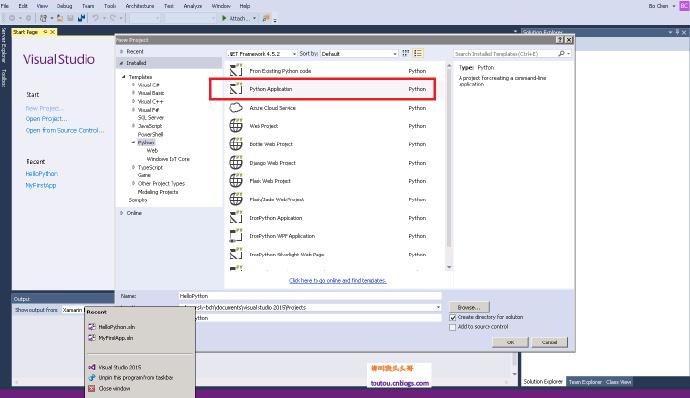 File Edit View Debug Team Tools Architecture Test Analyze Window Help
Bo Chen
BC
Attach...
Start Page
Solution Explorer
Server Explorer
Toolbox
Visual Studio
Start
New Project...
Open Project...
Open from Source Control...
Recent
HelloPython
MyFirstApp
New Project
Recent
Installed
Templates
Visual C#
Visual Basic
Visual C++
Visual F#
SQL Server
JavaScript
PowerShell
Python
Web
Windows IoT Core
TypeScript
Game
Other Project Types
Modeling Projects
Samples
Online
.NET Framework 4.5.2
Sort by: Default
Search Installed Templates (Ctrl+E)
From Existing Python code Python
Python Application Python
Azure Cloud Service Python
Web Project Python
Bottle Web Project Python
Django Web Project Python
Flask Web Project Python
Flask/Jade Web Project Python
IronPython Application Python
IronPython WPF Application Python
IronPython Silverlight Web Page Python
Type: Python
A project for creating a command-line
application
Click here to go online and find templates.
Name:
HelloPython
\documents\visual studio 2015\Projects
Browse...
Create directory for solution
Add to source control
OK
Cancel
Output
Show output from: Xamarin
Recent
HelloPython.sln
MyFirstApp.sln
Visual Studio 2015
Unpin this program from taskbar
Close window
请叫我头头哥
toutou.cnblogs.com
Solution Explorer Team Explorer Class View